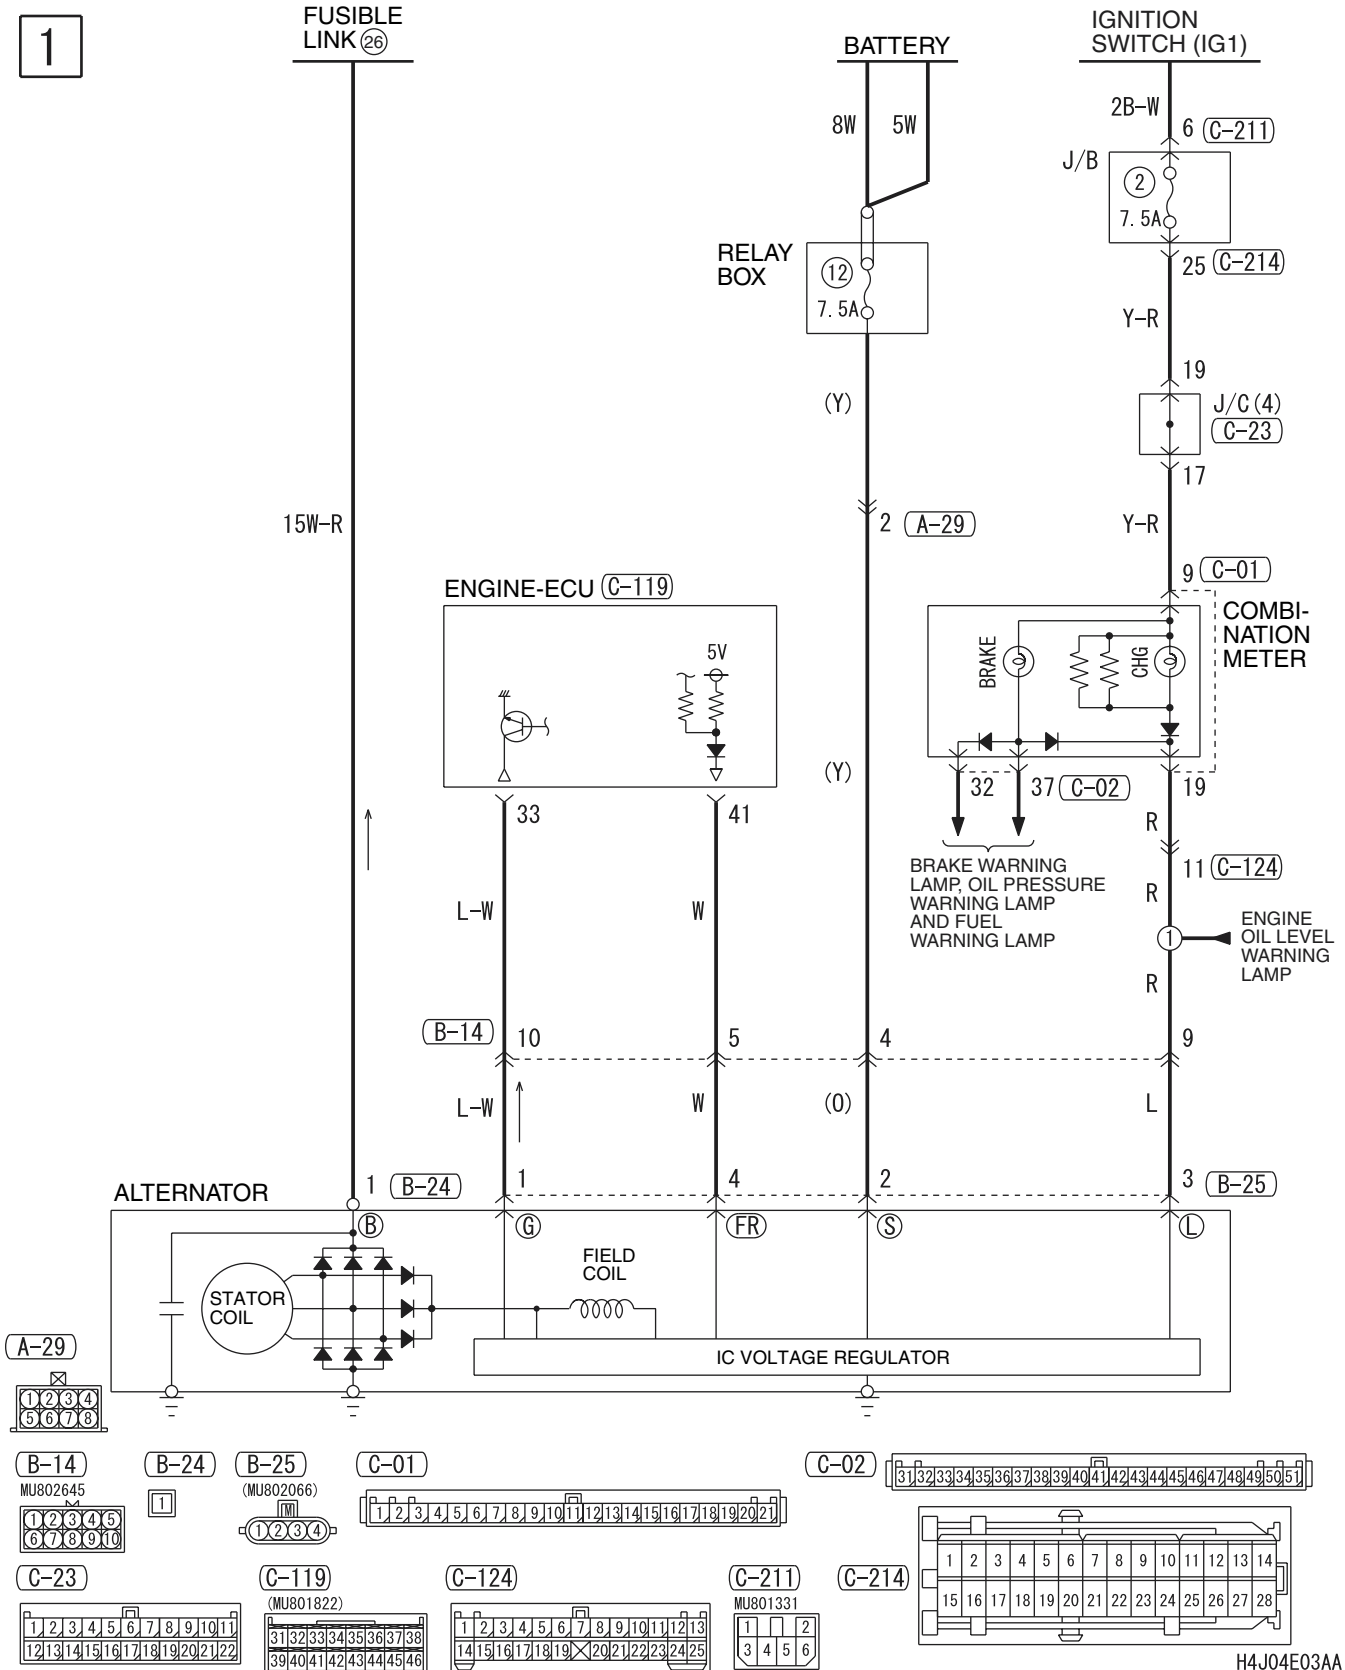 1
FUSIBLE
LINK 26
BATTERY
IGNITION
SWITCH (IG1)
8W
5W
2B-W
6 C-211
J/B
2
7.5A
25 C-214
RELAY
BOX
12
7.5A
Y-R
(Y)
19
J/C(4)
C-23
17
15W-R
2 A-29
Y-R
ENGINE-ECU C-119
9 C-01
COMBI-
NATION
METER
5V
BRAKE
CHG
(Y)
32
37 C-02
19
33
41
R
11 C-124
BRAKE WARNING
LAMP, OIL PRESSURE
WARNING LAMP
AND FUEL
WARNING LAMP
L-W
W
R
1
ENGINE
OIL LEVEL
WARNING
LAMP
R
B-14 10
5
4
9
L-W
W
(O)
L
ALTERNATOR
1 B-24
1
4
2
3 B-25
B
G
FR
S
L
STATOR
COIL
FIELD
COIL
IC VOLTAGE REGULATOR
A-29
1 2 3 4
5 6 7 8
B-14
MU802645
1 2 3 4 5
6 7 8 9 10
B-24
1
B-25
(MU802066)
M
1 2 3 4
C-01
1 2 3 4 5 6 7 8 9 10 11 12 13 14 15 16 17 18 19 20 21
C-02
31 32 33 34 35 36 37 38 39 40 41 42 43 44 45 46 47 48 49 50 51
C-23
1 2 3 4 5 6 7 8 9 10 11
12 13 14 15 16 17 18 19 20 21 22
C-119
(MU801822)
31 32 33 34 35 36 37 38
39 40 41 42 43 44 45 46
C-124
1 2 3 4 5 6 7 8 9 10 11 12 13
14 15 16 17 18 19 20 21 22 23 24 25
C-211
MU801331
1 2
3 4 5 6
C-214
1 2 3 4 5 6 7 8 9 10 11 12 13 14
15 16 17 18 19 20 21 22 23 24 25 26 27 28
H4J04E03AA